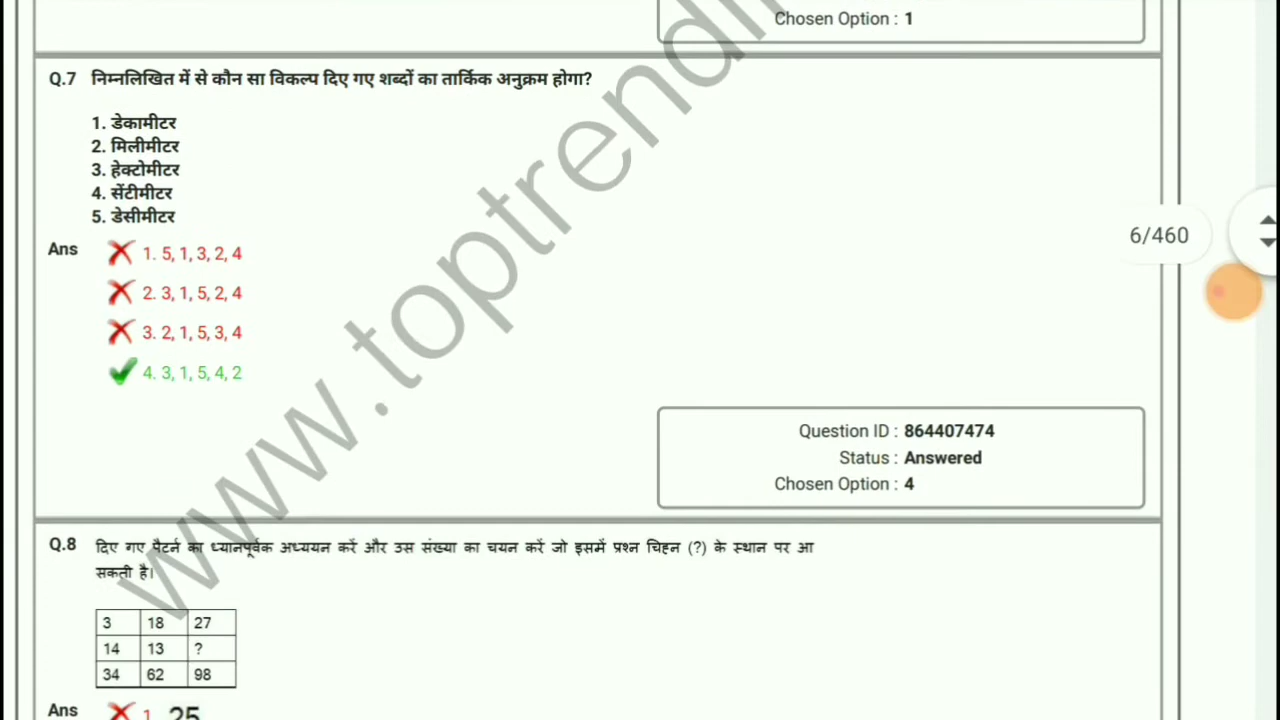 Chosen Option : 1
Q.7 निम्नलिखित में से कौन सा विकल्प दिए गए शब्दों का तार्किक अनुक्रम होगा?
1. डेकामीटर
2. मिलीमीटर
3. हेक्टोमीटर
4. सेंटीमीटर
5. डेसीमीटर
Ans 1. 5, 1, 3, 2, 4
2. 3, 1, 5, 2, 4
3. 2, 1, 5, 3, 4
4. 3, 1, 5, 4, 2
6/460
Question ID : 864407474
Status : Answered
Chosen Option : 4
Q.8 दिए गए पैटर्न का ध्यानपूर्वक अध्ययन करें और उस संख्या का चयन करें जो इसमें प्रश्न चिह्न (?) के स्थान पर आ
सकती है।
3 18 27
14 13 ?
34 62 98
Ans 1. 25
www.toptrendi